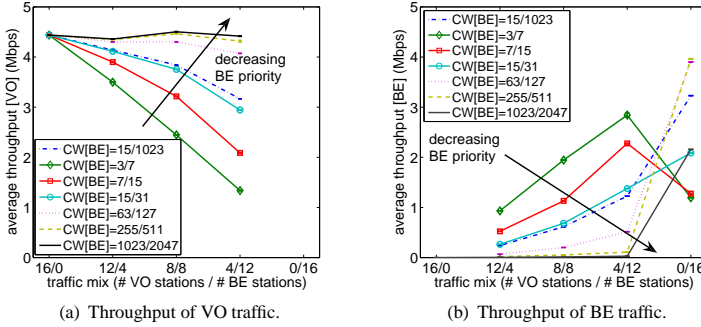 average throughput [VO] (Mbps)
5
4
3
2
1
0
decreasing
BE priority
CW[BE]=15/1023
CW[BE]=3/7
CW[BE]=7/15
CW[BE]=15/31
CW[BE]=63/127
CW[BE]=255/511
CW[BE]=1023/2047
16/0 12/4 8/8 4/12 0/16
traffic mix (# VO stations / # BE stations)
(a) Throughput of VO traffic.
average throughput [BE] (Mbps)
5
4
3
2
1
0
CW[BE]=15/1023
CW[BE]=3/7
CW[BE]=7/15
CW[BE]=15/31
CW[BE]=63/127
CW[BE]=255/511
CW[BE]=1023/2047
decreasing
BE priority
16/0 12/4 8/8 4/12 0/16
traffic mix (# VO stations / # BE stations)
(b) Throughput of BE traffic.